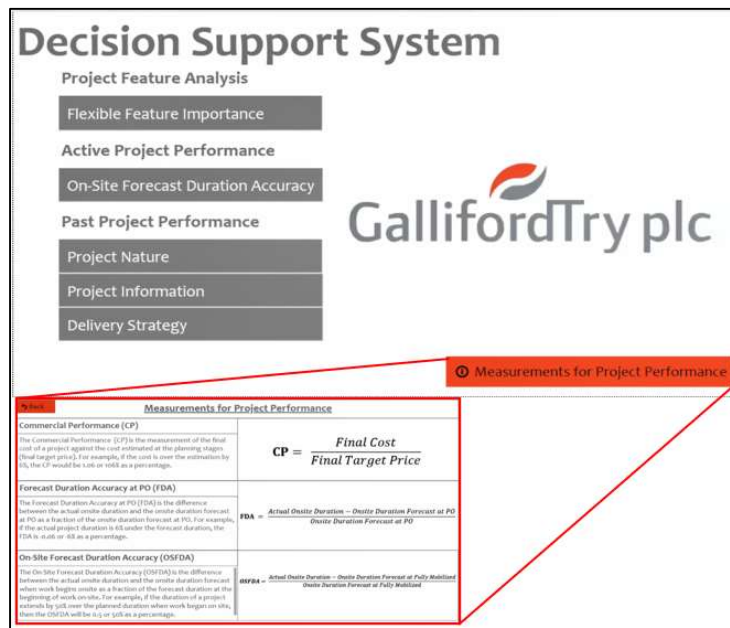 Decision Support System
Project Feature Analysis
Flexible Feature Importance
Active Project Performance
On-Site Forecast Duration Accuracy
Past Project Performance
Project Nature
Project Information
Delivery Strategy
GallifordTry plc
Measurements for Project Performance
Back
Measurements for Project Performance
Commercial Performance (CP)
The Commercial Performance (CP) is the measurement of the final
cost of a project against the cost estimated at the planning stages
(final target price). For example, if the cost is over the estimation by
6%, the CP would be 1.06 or 106% as a percentage.
CP = Final Cost / Final Target Price
Forecast Duration Accuracy at PO (FDA)
The Forecast Duration Accuracy at PO (FDA) is the difference
between the actual onsite duration and the onsite duration forecast
at PO as a fraction of the onsite duration forecast at PO. For example,
if the actual project duration is 6% under the forecast duration, the
FDA is -0.06 or -6% as a percentage.
FDA = Actual Onsite Duration − Onsite Duration Forecast at PO / Onsite Duration Forecast at PO
On-Site Forecast Duration Accuracy (OSFDA)
The On-Site Forecast Duration Accuracy (OSFDA) is the difference
between the actual onsite duration and the onsite duration forecast
when work begins onsite as a fraction of the forecast duration at the
beginning of work on-site. For example, if the duration of a project
extends by 50% over the planned duration when work began on site,
then the OSFDA will be 0.5 or 50% as a percentage.
OSFDA = Actual Onsite Duration − Onsite Duration Forecast at Fully Mobilized / Onsite Duration Forecast at Fully Mobilized